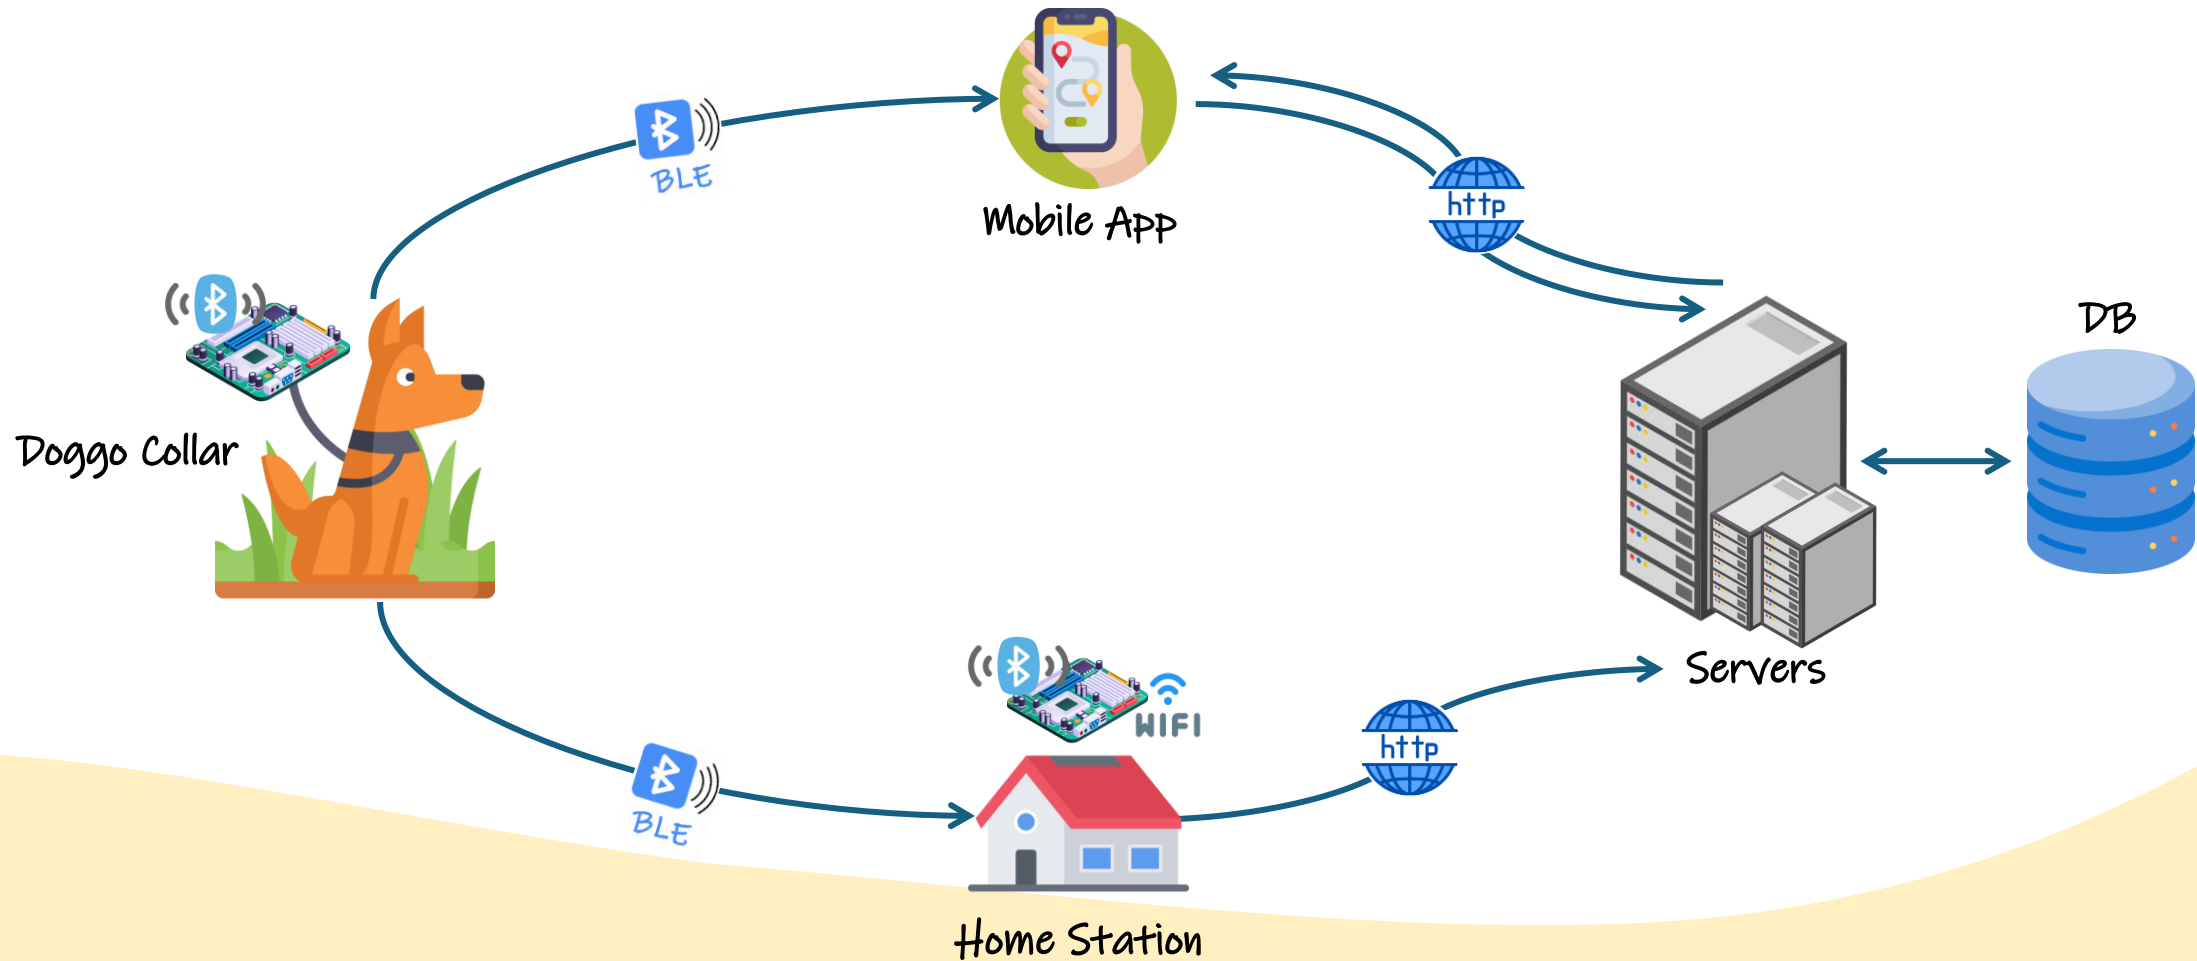 BLE
Mobile App
http
DB
Doggo Collar
Servers
WIFI
http
BLE
Home Station